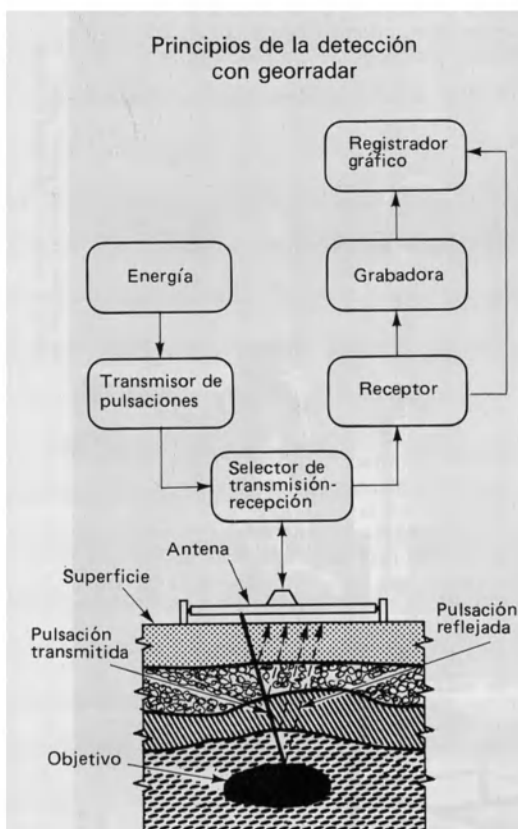 Principios de la detección
con georradar
Registrador
gráfico
Energía
Grabadora
Transmisor de
pulsaciones
Receptor
Selector de
transmisión-
recepción
Antena
Superficie
Pulsación
reflejada
Pulsación
transmitida
Objetivo